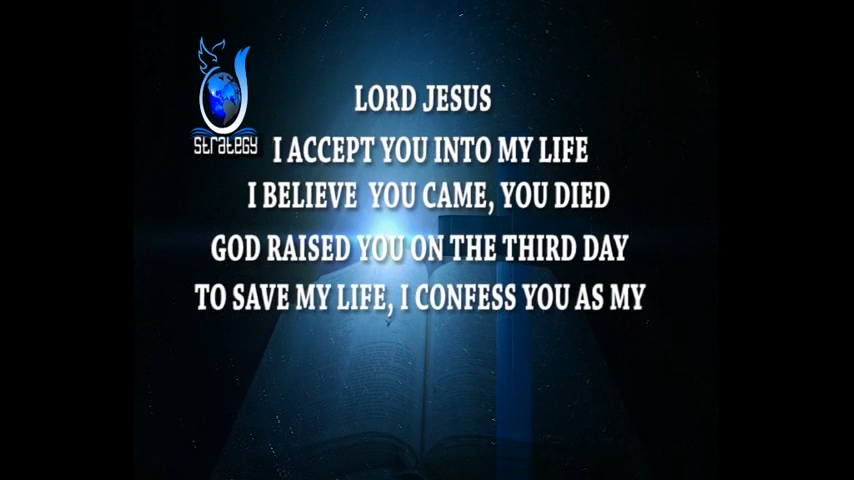 Strategy
LORD JESUS
I ACCEPT YOU INTO MY LIFE
I BELIEVE YOU CAME, YOU DIED
GOD RAISED YOU ON THE THIRD DAY
TO SAVE MY LIFE, I CONFESS YOU AS MY